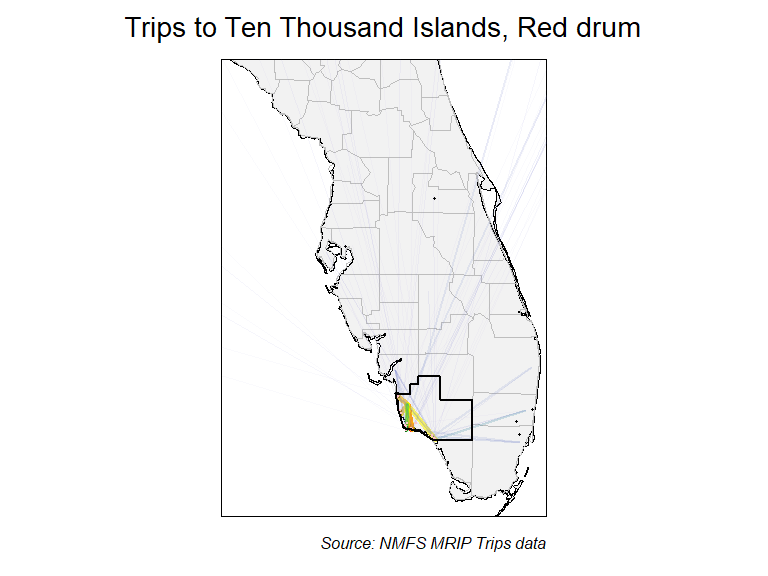 Trips to Ten Thousand Islands, Red drum
Source: NMFS MRIP Trips data